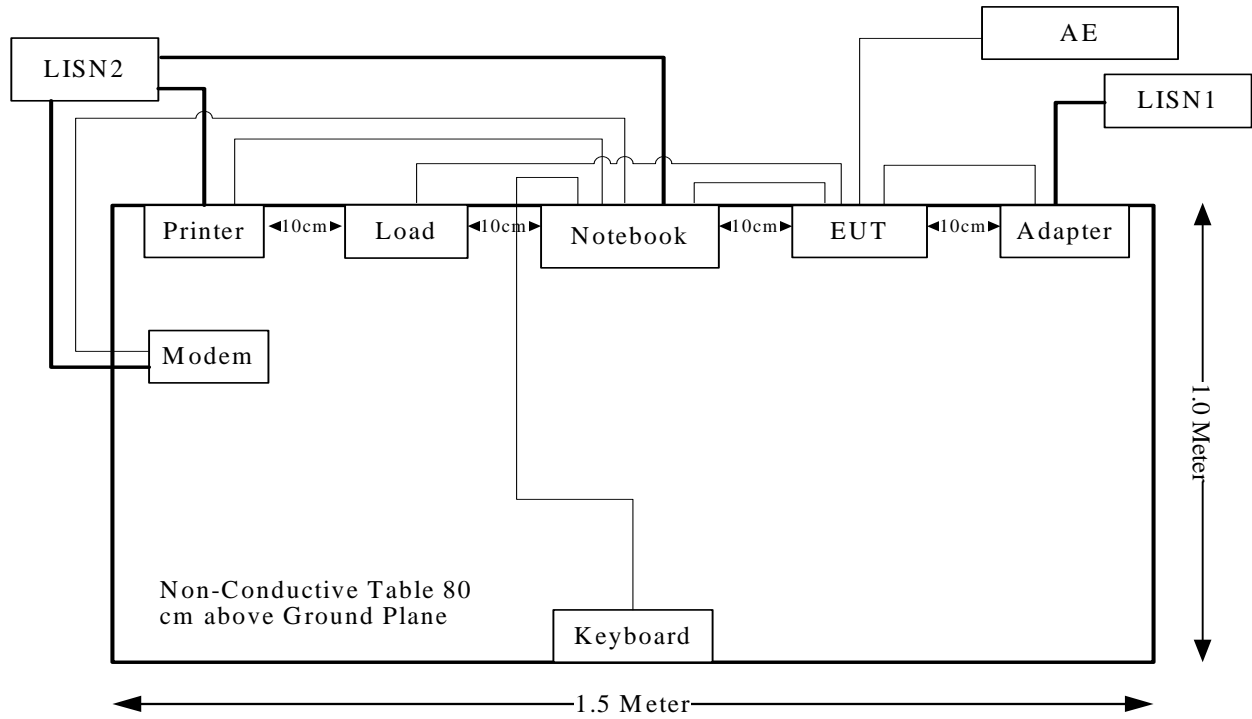 AE
LISN2
LISN1
Printer
10cm
Load
10cm
Notebook
10cm
EUT
10cm
Adapter
Modem
1.0 Meter
Non-Conductive Table 80
cm above Ground Plane
Keyboard
1.5 Meter